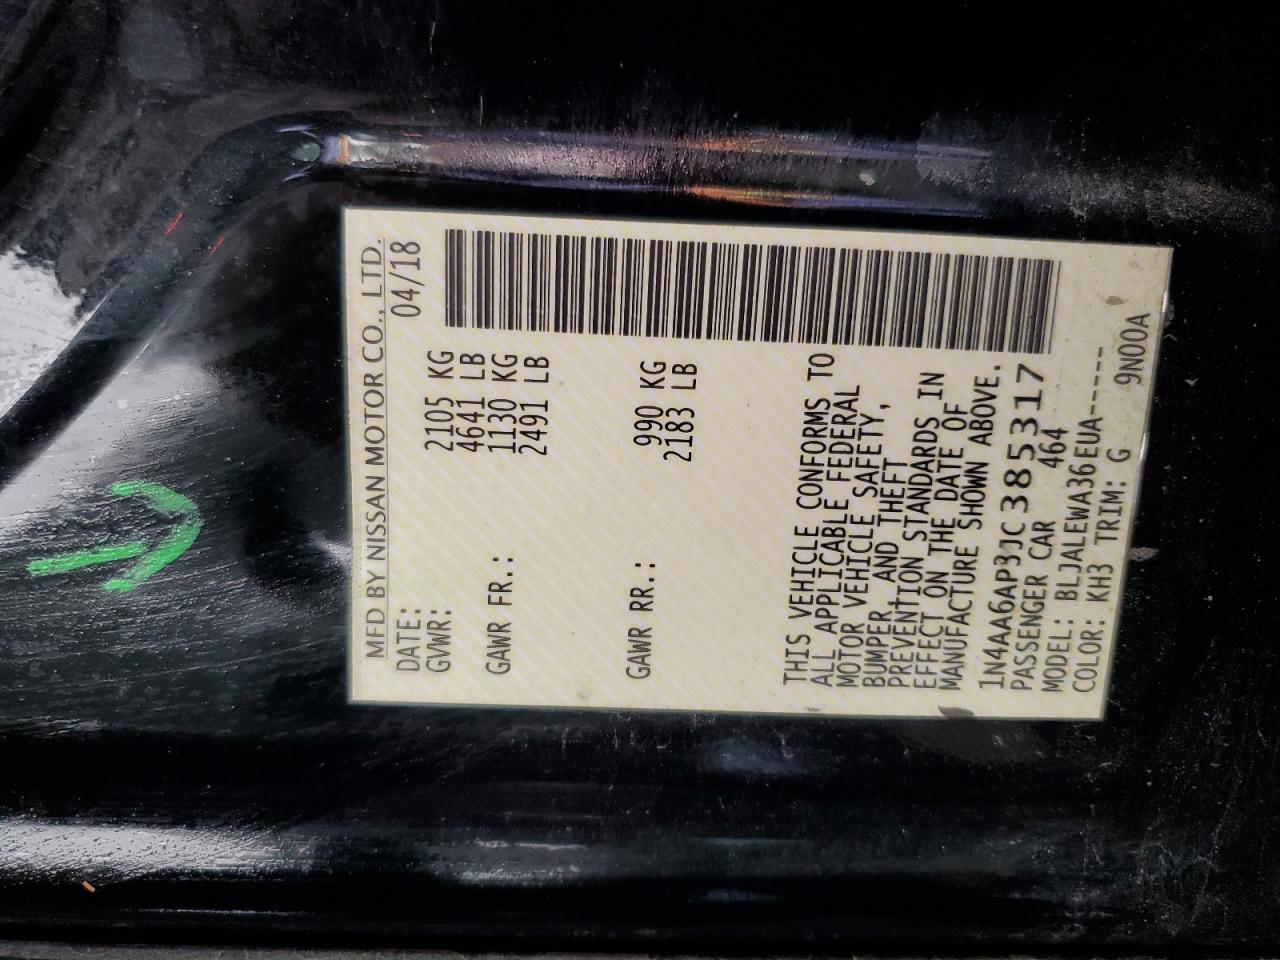 MFD BY NISSAN MOTOR CO., LTD.
DATE: 04/18
GVWR: 2105 KG
4641 LB
GAWR FR.: 1130 KG
2491 LB
GAWR RR.: 990 KG
2183 LB
THIS VEHICLE CONFORMS TO
ALL APPLICABLE FEDERAL
MOTOR VEHICLE SAFETY,
BUMPER, AND THEFT
PREVENTION STANDARDS IN
EFFECT ON THE DATE OF
MANUFACTURE SHOWN ABOVE.
1N4AA6AP3JC385317
PASSENGER CAR 464
MODEL: BLJALEWA36EUA-----
COLOR: KH3 TRIM: G 9N00A